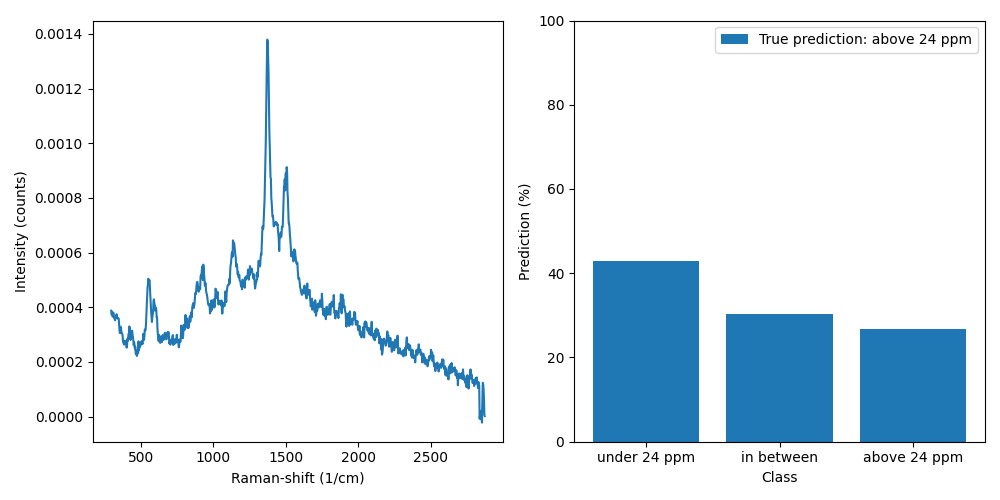 0.0014
0.0012
0.0010
0.0008
0.0006
0.0004
0.0002
0.0000
Intensity (counts)
500 1000 1500 2000 2500
Raman-shift (1/cm)
100
80
60
40
20
0
Prediction (%)
True prediction: above 24 ppm
under 24 ppm in between above 24 ppm
Class